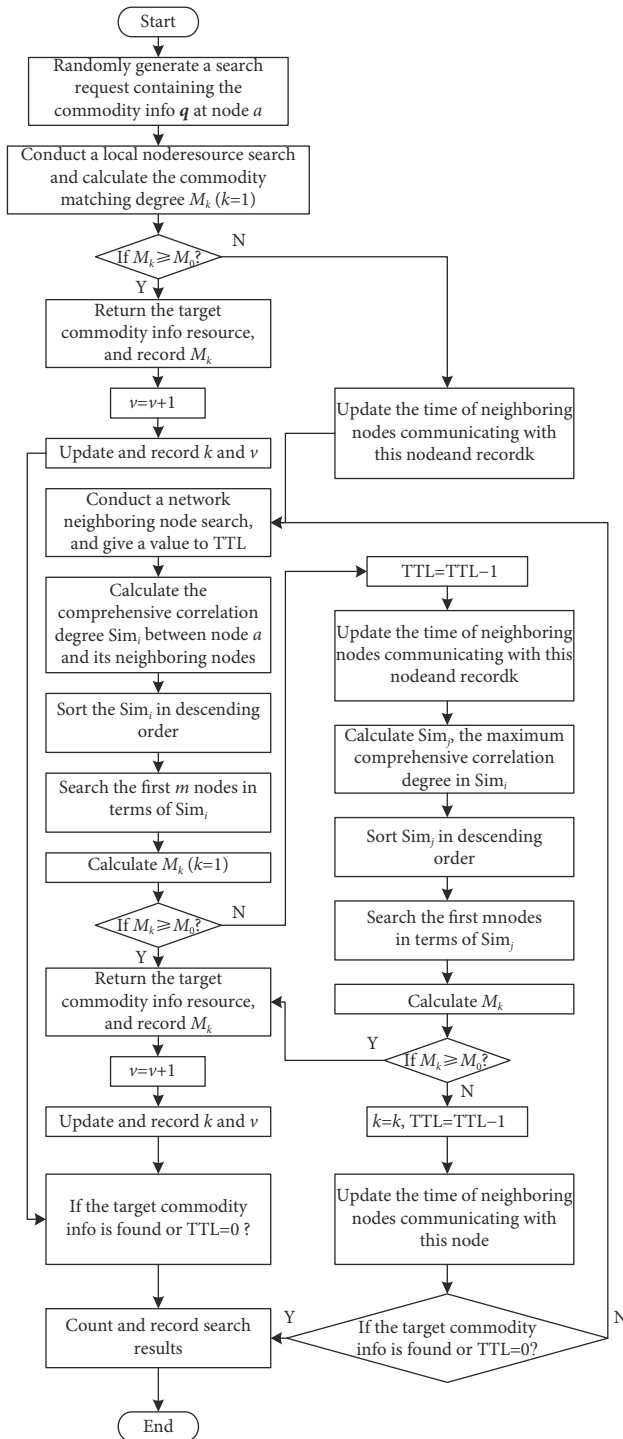 Start
Randomly generate a search
request containing the
commodity info q at node a
Conduct a local noderesource search
and calculate the commodity
matching degree Mₖ (k=1)
If Mₖ ⩾ M₀?
N
Y
Return the target
commodity info resource,
and record Mₖ
v=v+1
Update and record k and v
Update the time of neighboring
nodes communicating with
this nodeand recordk
Conduct a network
neighboring node search,
and give a value to TTL
Calculate the
comprehensive correlation
degree Simᵢ between node a
and its neighboring nodes
Sort the Simᵢ in descending
order
Search the first m nodes in
terms of Simᵢ
Calculate Mₖ (k=1)
If Mₖ ⩾ M₀?
N
Y
TTL=TTL−1
Update the time of neighboring
nodes communicating with this
nodeand recordk
Calculate Simⱼ, the maximum
comprehensive correlation
degree in Simᵢ
Sort Simⱼ in descending
order
Search the first mnodes
in terms of Simⱼ
Calculate Mₖ
If Mₖ ⩾ M₀?
Y
N
Return the target
commodity info resource,
and record Mₖ
v=v+1
Update and record k and v
If the target commodity
info is found or TTL=0 ?
k=k, TTL=TTL−1
Update the time of neighboring
nodes communicating with
this node
If the target commodity
info is found or TTL=0?
Y
N
Count and record search
results
End